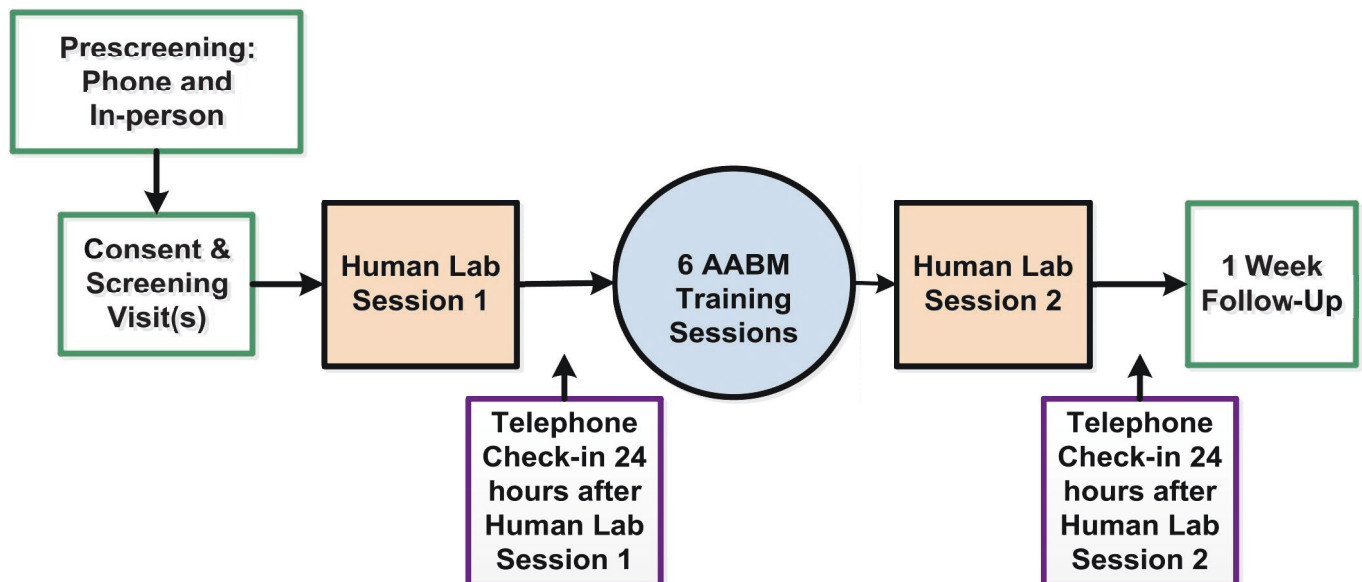 Prescreening:
Phone and
In-person
Consent &
Screening
Visit(s)
Human Lab
Session 1
6 AABM
Training
Sessions
Human Lab
Session 2
1 Week
Follow-Up
Telephone
Check-in 24
hours after
Human Lab
Session 1
Telephone
Check-in 24
hours after
Human Lab
Session 2